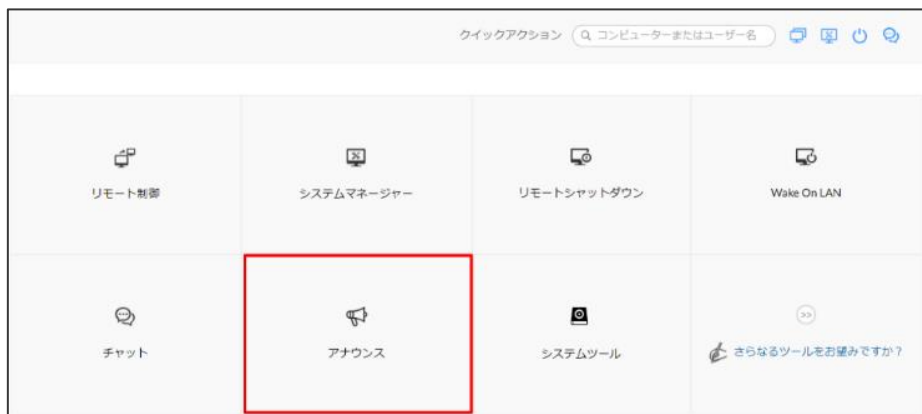 クイックアクション
コンピューターまたはユーザー名
リモート制御
システムマネージャー
リモートシャットダウン
Wake On LAN
チャット
アナウンス
システムツール
さらなるツールをお望みですか？